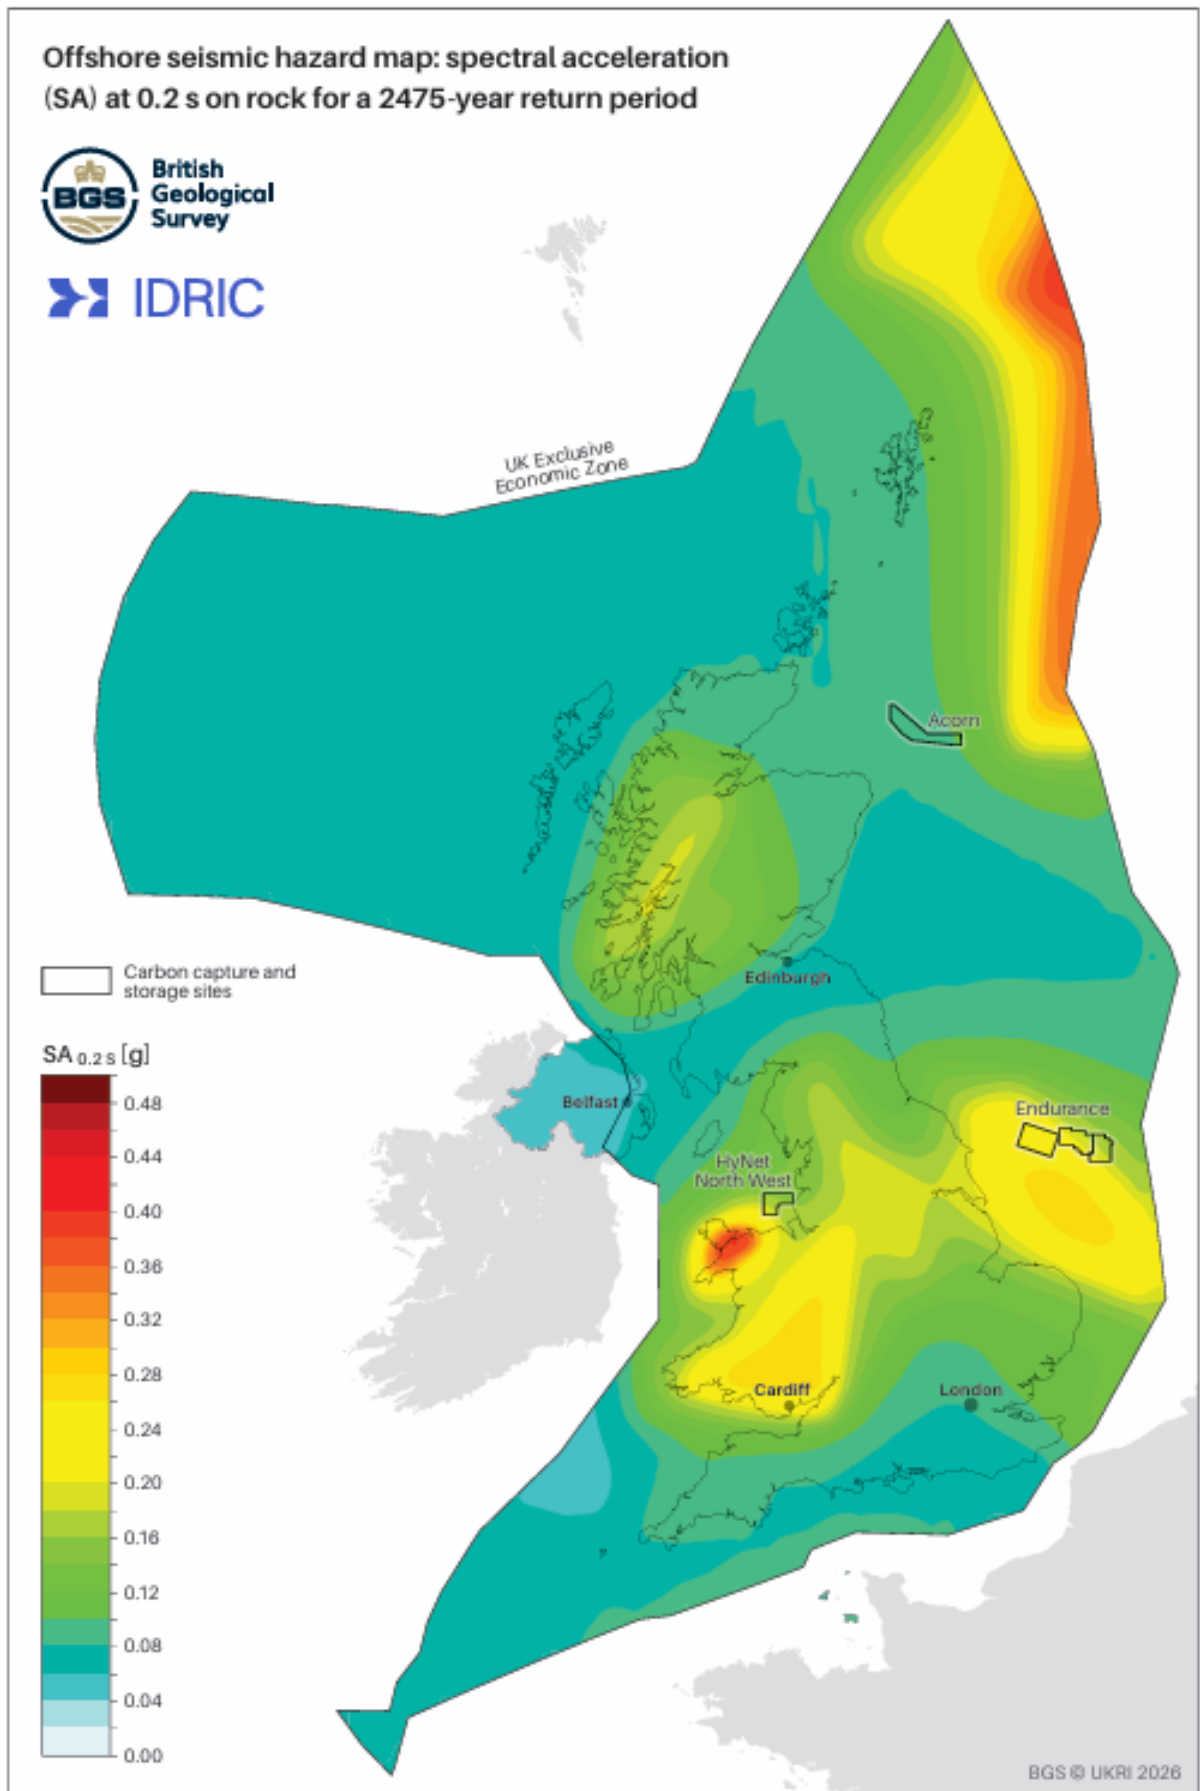 Offshore seismic hazard map: spectral acceleration
(SA) at 0.2 s on rock for a 2475-year return period
BGS
British
Geological
Survey
IDRIC
UK Exclusive
Economic Zone
Acorn
Edinburgh
Carbon capture and
storage sites
SA 0.2 s [g]
0.48
0.44
0.40
0.36
0.32
0.28
0.24
0.20
0.16
0.12
0.08
0.04
0.00
Belfast
Endurance
HyNet
North West
Cardiff
London
BGS © UKRI 2026